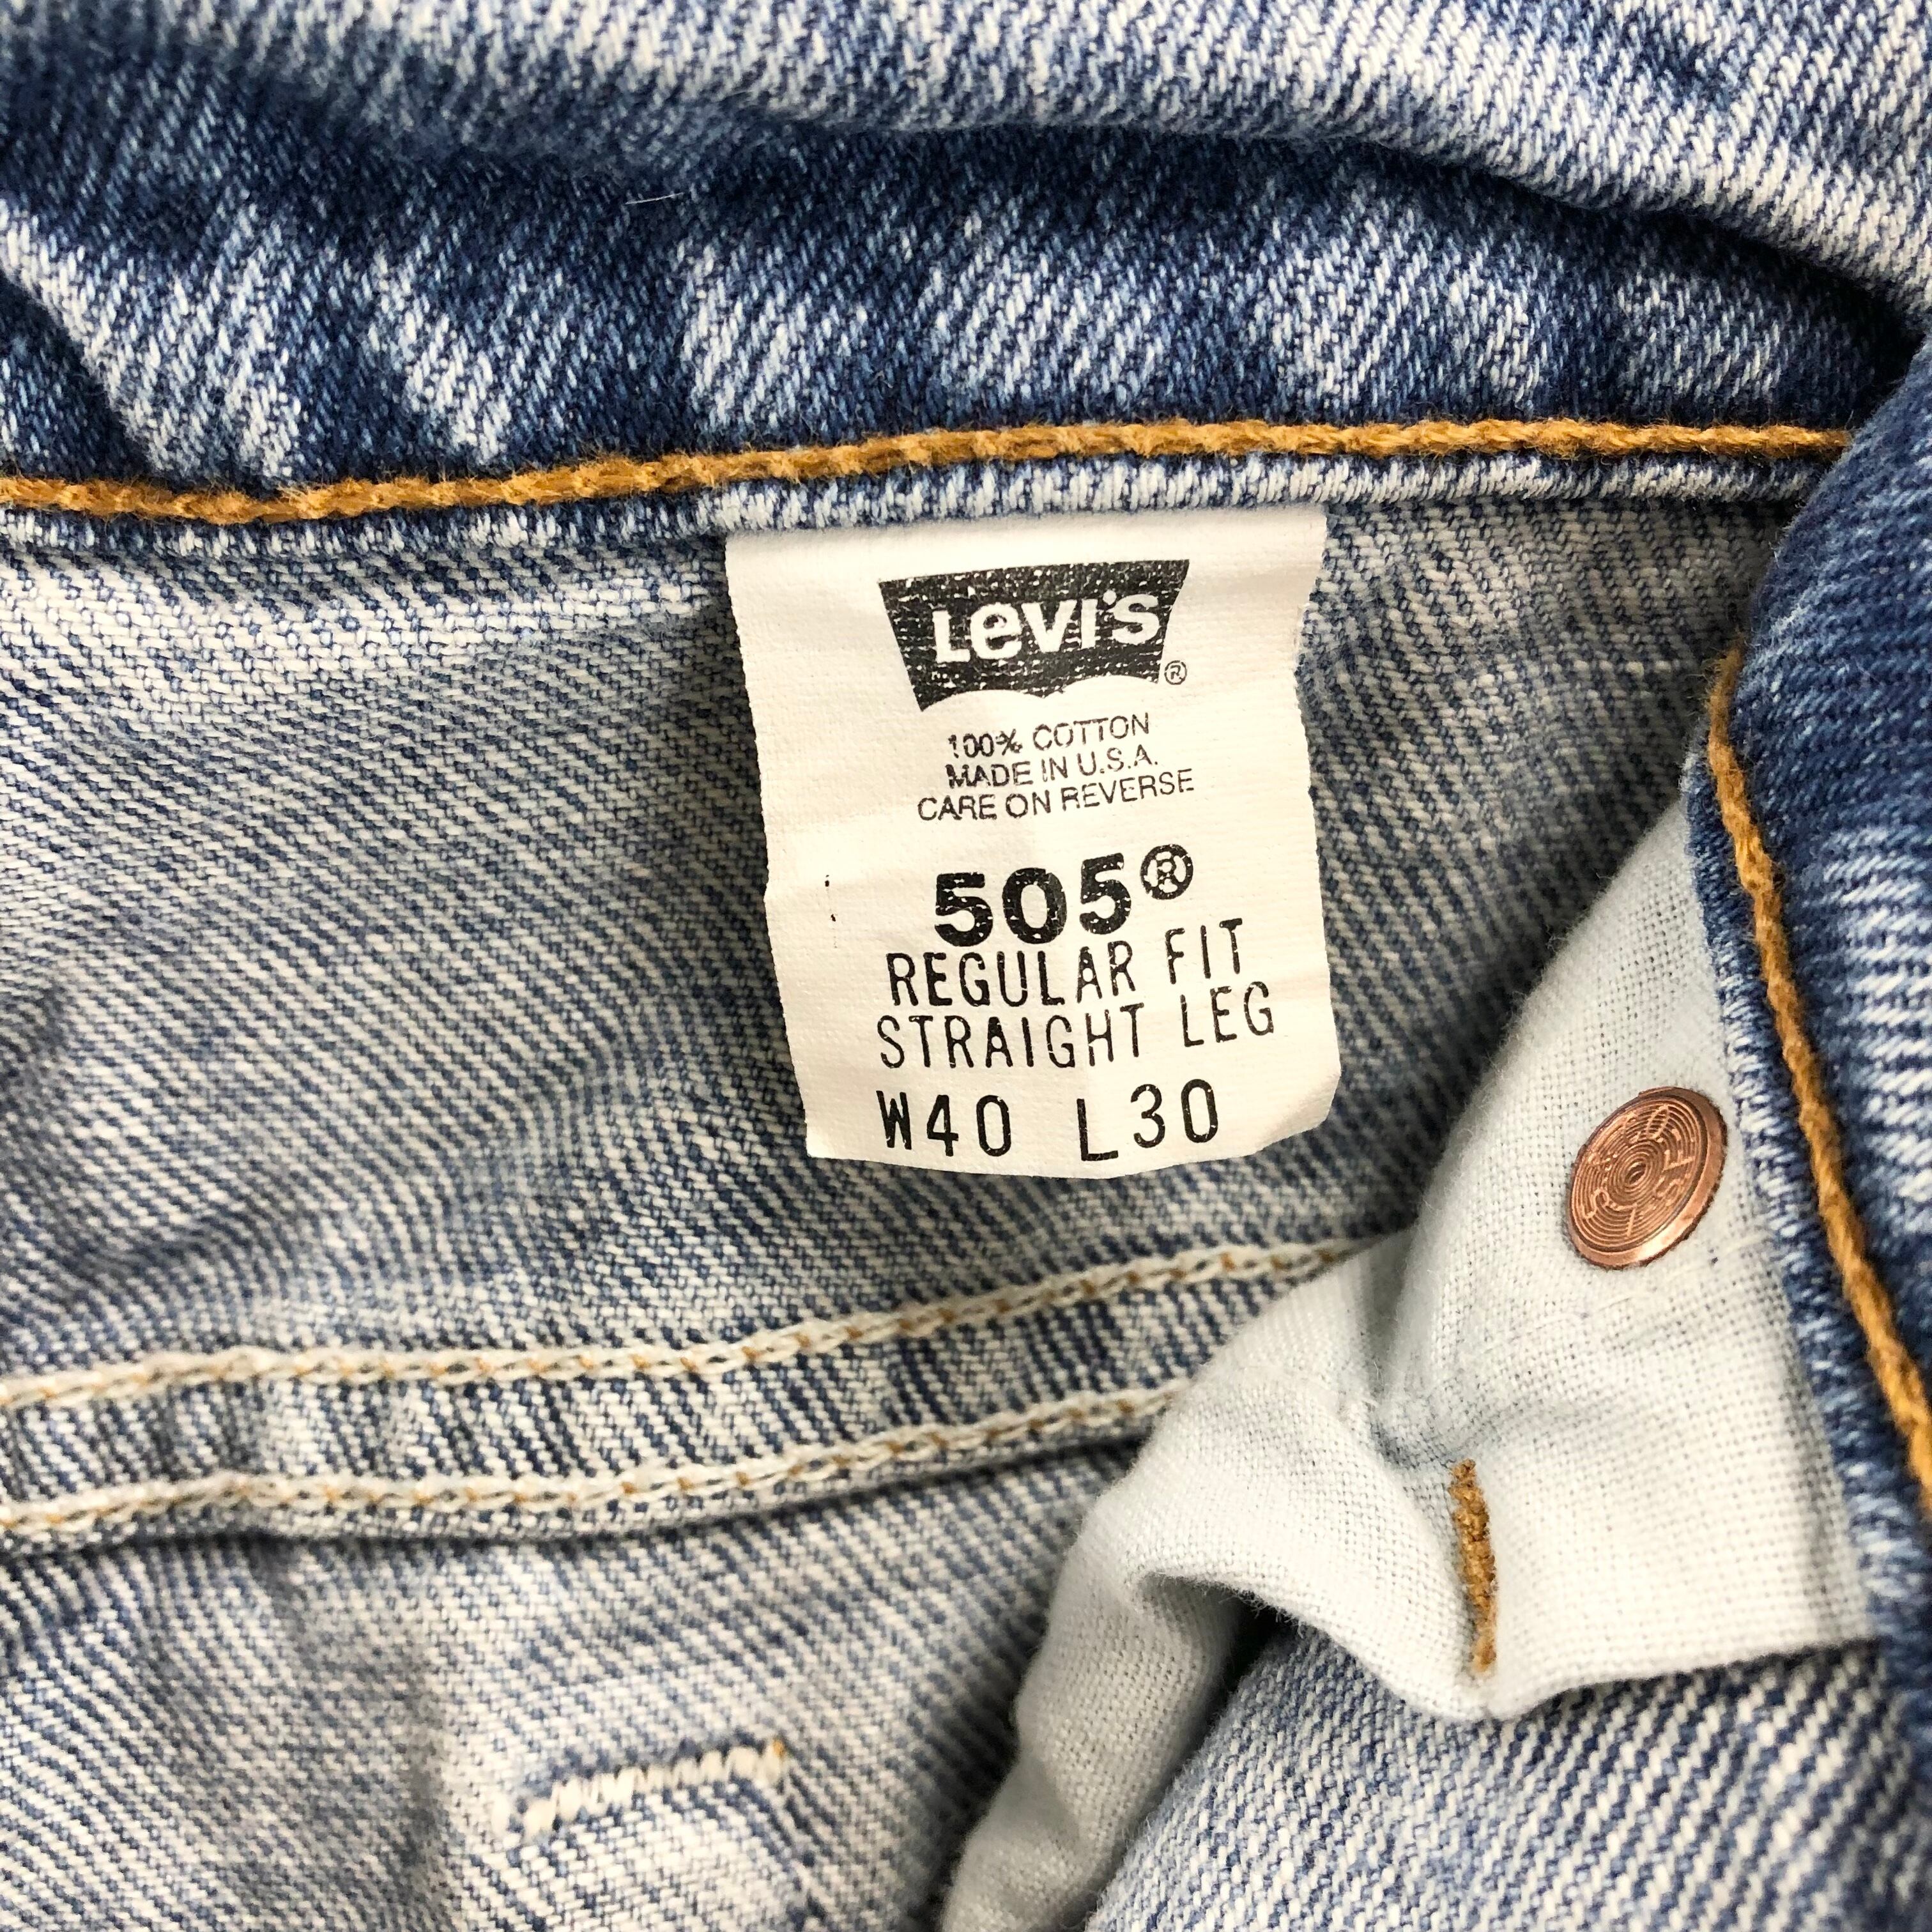 Levi's ®
100% COTTON
MADE IN U.S.A.
CARE ON REVERSE
505®
REGULAR FIT
STRAIGHT LEG
W40 L30